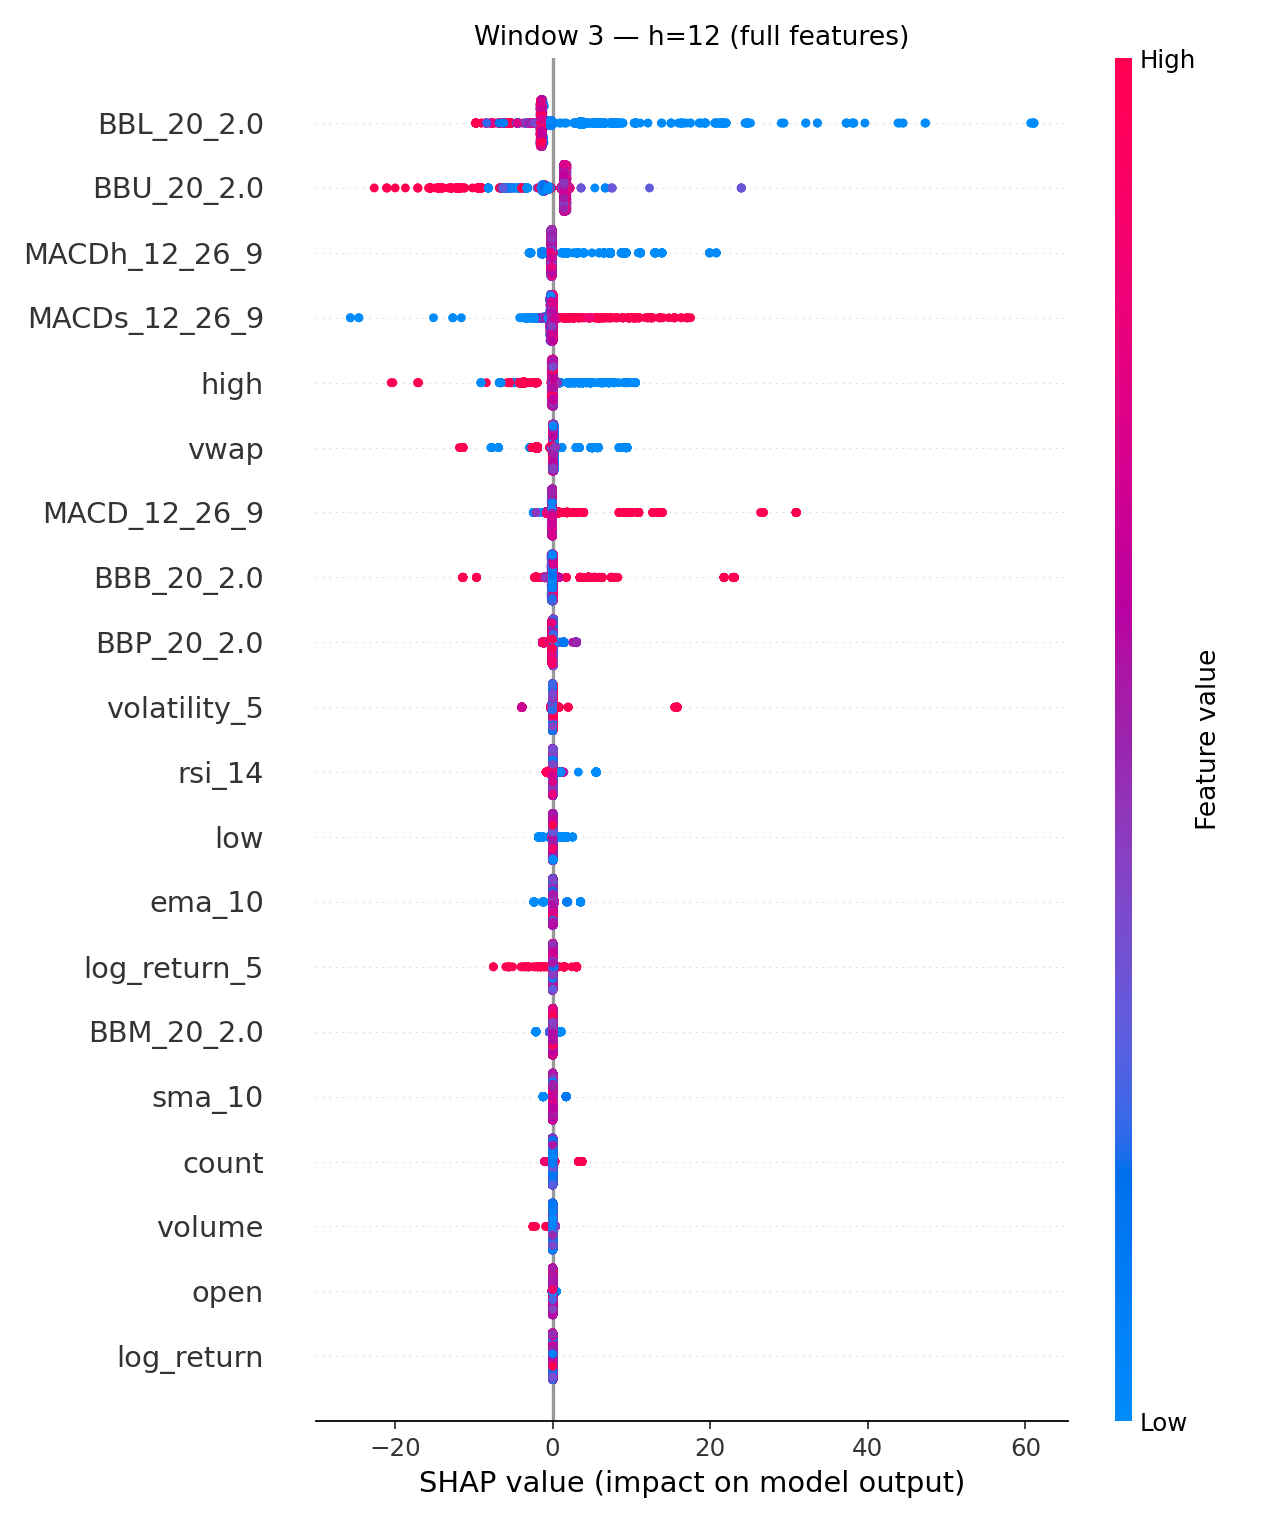 Window 3 — h=12 (full features)
High
BBL_20_2.0
BBU_20_2.0
MACDh_12_26_9
MACDs_12_26_9
high
vwap
MACD_12_26_9
BBB_20_2.0
BBP_20_2.0
volatility_5
rsi_14
low
ema_10
log_return_5
BBM_20_2.0
sma_10
count
volume
open
log_return
Feature value
Low
−20 0 20 40 60
SHAP value (impact on model output)